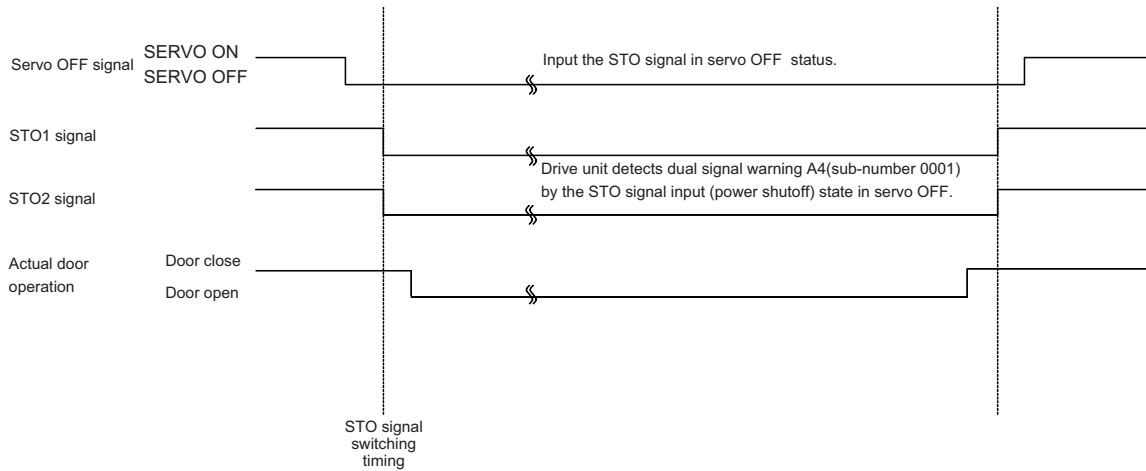 SERVO ON
Servo OFF signal
SERVO OFF
Input the STO signal in servo OFF status.
STO1 signal
Drive unit detects dual signal warning A4(sub-number 0001)
by the STO signal input (power shutoff) state in servo OFF.
STO2 signal
Actual door
operation
Door close
Door open
STO signal
switching
timing